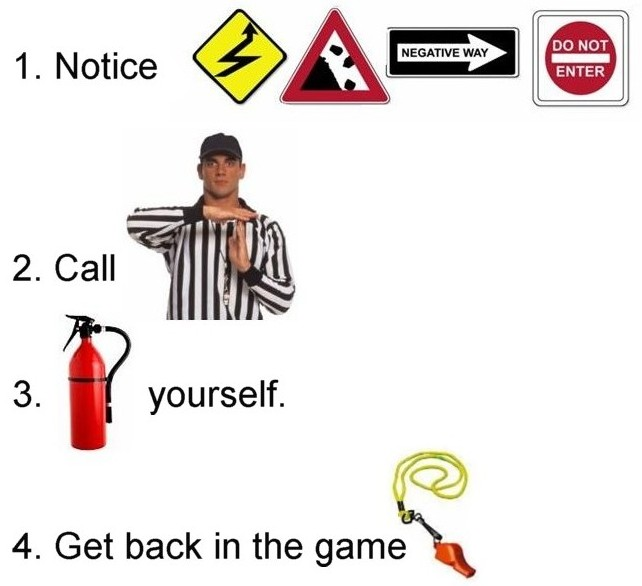 1. Notice
NEGATIVE WAY
DO NOT
ENTER
2. Call
3. yourself.
4. Get back in the game